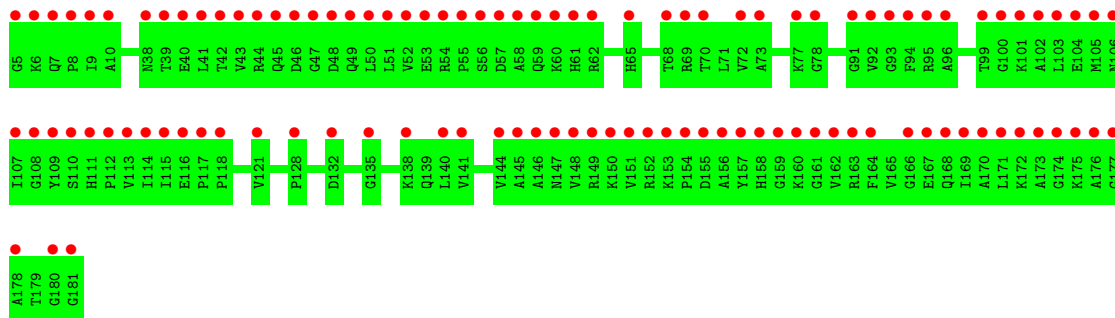 G5 K6 Q7 P8 I9 A10 N38 T39 E40 L41 T42 V43 R44 Q45 D46 G47 D48 Q49 L50 L51 V52 E53 R54 P55 S56 D57 A58 Q59 K60 H61 R62 H65 T68 R69 T70 L71 V72 A73 K77 G78 G91 V92 G93 F94 R95 A96 T99 G100 K101 A102 L103 E104 M105 N106
I107 G108 Y109 S110 H111 P112 V113 I114 I115 E116 P117 P118 V121 P128 D132 G135 K138 Q139 L140 V141 V144 A145 A146 N147 V148 R149 K150 V151 R152 K153 P154 D155 A156 Y157 H158 G159 K160 G161 V162 R163 F164 V165 G166 E167 Q168 I169 A170 L171 K172 A173 G174 K175 A176 G177
A178 T179 G180 G181